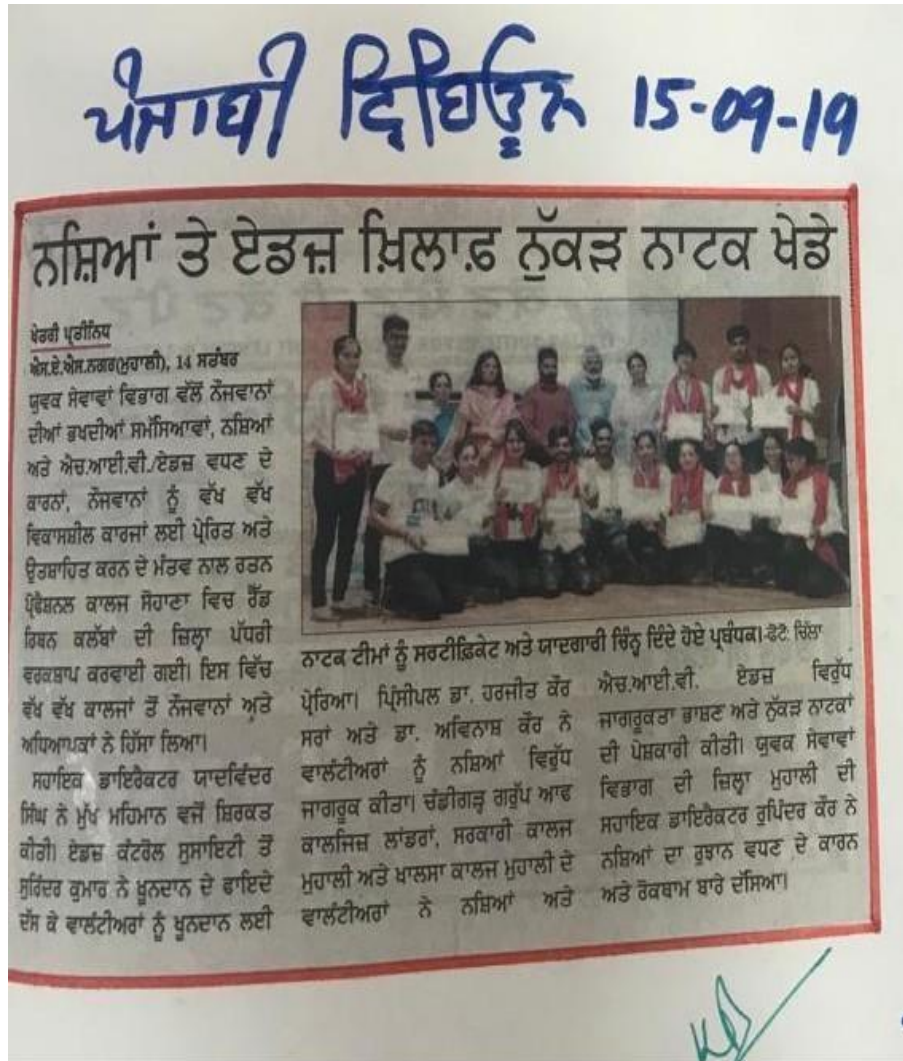 ਪੰਜਾਬੀ ਟ੍ਰਿਬਿਊਨ 15-09-19
ਨਸ਼ਿਆਂ ਤੇ ਏਡਜ਼ ਖ਼ਿਲਾਫ਼ ਨੁੱਕੜ ਨਾਟਕ ਖੇਡੇ
ਖੇਤਰੀ ਪ੍ਰਤੀਨਿਧ
ਐਸ.ਏ.ਐਸ.ਨਗਰ(ਮੁਹਾਲੀ), 14 ਸਤੰਬਰ
ਯੁਵਕ ਸੇਵਾਵਾਂ ਵਿਭਾਗ ਵੱਲੋਂ ਨੌਜਵਾਨਾਂ
ਦੀਆਂ ਭਖਦੀਆਂ ਸਮੱਸਿਆਵਾਂ, ਨਸ਼ਿਆਂ
ਅਤੇ ਐਚ.ਆਈ.ਵੀ./ਏਡਜ਼ ਵਧਣ ਦੇ
ਕਾਰਨਾਂ, ਨੌਜਵਾਨਾਂ ਨੂੰ ਵੱਖ ਵੱਖ
ਵਿਕਾਸਸ਼ੀਲ ਕਾਰਜਾਂ ਲਈ ਪ੍ਰੇਰਿਤ ਅਤੇ
ਉਤਸ਼ਾਹਿਤ ਕਰਨ ਦੇ ਮੰਤਵ ਨਾਲ ਰਤਨ
ਪ੍ਰੋਫੈਸ਼ਨਲ ਕਾਲਜ ਸੋਹਾਣਾ ਵਿਚ ਰੈੱਡ
ਰਿਬਨ ਕਲੱਬਾਂ ਦੀ ਜ਼ਿਲ੍ਹਾ ਪੱਧਰੀ
ਵਰਕਸ਼ਾਪ ਕਰਵਾਈ ਗਈ। ਇਸ ਵਿੱਚ
ਵੱਖ ਵੱਖ ਕਾਲਜਾਂ ਤੋਂ ਨੌਜਵਾਨਾਂ ਅਤੇ
ਅਧਿਆਪਕਾਂ ਨੇ ਹਿੱਸਾ ਲਿਆ।
ਸਹਾਇਕ ਡਾਇਰੈਕਟਰ ਯਾਦਵਿੰਦਰ
ਸਿੰਘ ਨੇ ਮੁੱਖ ਮਹਿਮਾਨ ਵਜੋਂ ਸ਼ਿਰਕਤ
ਕੀਤੀ। ਏਡਜ਼ ਕੰਟਰੋਲ ਸੁਸਾਇਟੀ ਤੋਂ
ਸੁਰਿੰਦਰ ਕੁਮਾਰ ਨੇ ਖੂਨਦਾਨ ਦੇ ਫਾਇਦੇ
ਦੱਸ ਕੇ ਵਾਲੰਟੀਅਰਾਂ ਨੂੰ ਖੂਨਦਾਨ ਲਈ
ਨਾਟਕ ਟੀਮਾਂ ਨੂੰ ਸਰਟੀਫ਼ਿਕੇਟ ਅਤੇ ਯਾਦਗਾਰੀ ਚਿੰਨ੍ਹ ਦਿੰਦੇ ਹੋਏ ਪ੍ਰਬੰਧਕ।-ਫੋਟੋ: ਚਿੱਲਾ
ਪ੍ਰੇਰਿਆ। ਪ੍ਰਿੰਸੀਪਲ ਡਾ. ਹਰਜੀਤ ਕੌਰ
ਸਰਾਂ ਅਤੇ ਡਾ. ਅਵਿਨਾਸ਼ ਕੌਰ ਨੇ
ਵਾਲੰਟੀਅਰਾਂ ਨੂੰ ਨਸ਼ਿਆਂ ਵਿਰੁੱਧ
ਜਾਗਰੂਕ ਕੀਤਾ। ਚੰਡੀਗੜ੍ਹ ਗਰੁੱਪ ਆਫ
ਕਾਲਜਿਜ਼ ਲਾਂਡਰਾਂ, ਸਰਕਾਰੀ ਕਾਲਜ
ਮੁਹਾਲੀ ਅਤੇ ਖਾਲਸਾ ਕਾਲਜ ਮੁਹਾਲੀ ਦੇ
ਵਾਲੰਟੀਅਰਾਂ ਨੇ ਨਸ਼ਿਆਂ ਅਤੇ
ਐਚ.ਆਈ.ਵੀ. ਏਡਜ਼ ਵਿਰੁੱਧ
ਜਾਗਰੂਕਤਾ ਭਾਸ਼ਣ ਅਤੇ ਨੁੱਕੜ ਨਾਟਕਾਂ
ਦੀ ਪੇਸ਼ਕਾਰੀ ਕੀਤੀ। ਯੁਵਕ ਸੇਵਾਵਾਂ
ਵਿਭਾਗ ਦੀ ਜ਼ਿਲ੍ਹਾ ਮੁਹਾਲੀ ਦੀ
ਸਹਾਇਕ ਡਾਇਰੈਕਟਰ ਰੁਪਿੰਦਰ ਕੌਰ ਨੇ
ਨਸ਼ਿਆਂ ਦਾ ਰੁਝਾਨ ਵਧਣ ਦੇ ਕਾਰਨ
ਅਤੇ ਰੋਕਥਾਮ ਬਾਰੇ ਦੱਸਿਆ।